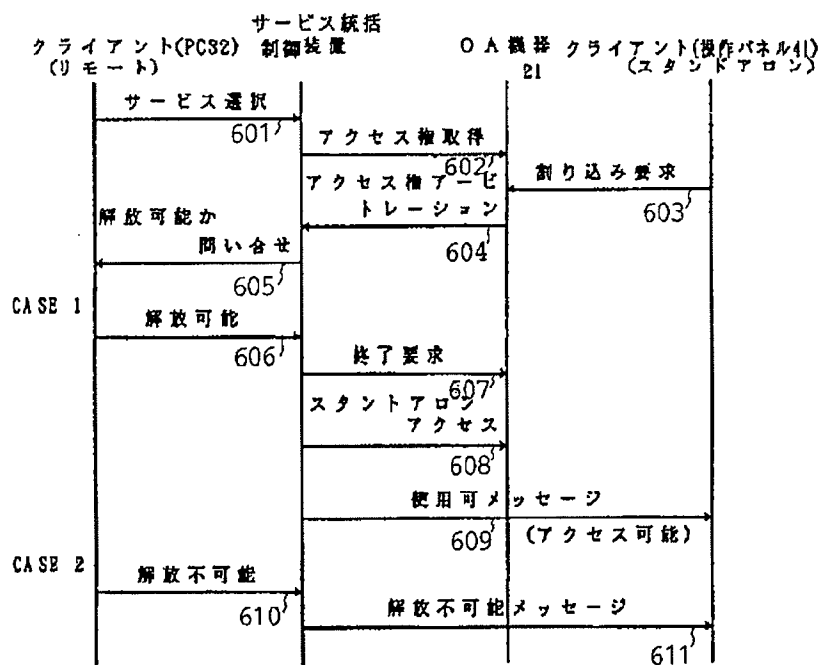 サービス統括
制御装置
クライアント(PC32)
(リモート)
OA機器
21
クライアント(操作パネル41)
(スタンドアロン)
サービス選択
601
アクセス権取得
602
割り込み要求
603
アクセス権アービ
トレーション
604
解放可能か
問い合せ
605
CASE 1
解放可能
606
終了要求
607
スタントアロン
アクセス
608
使用可メッセージ
609
(アクセス可能)
CASE 2
解放不可能
610
解放不可能メッセージ
611